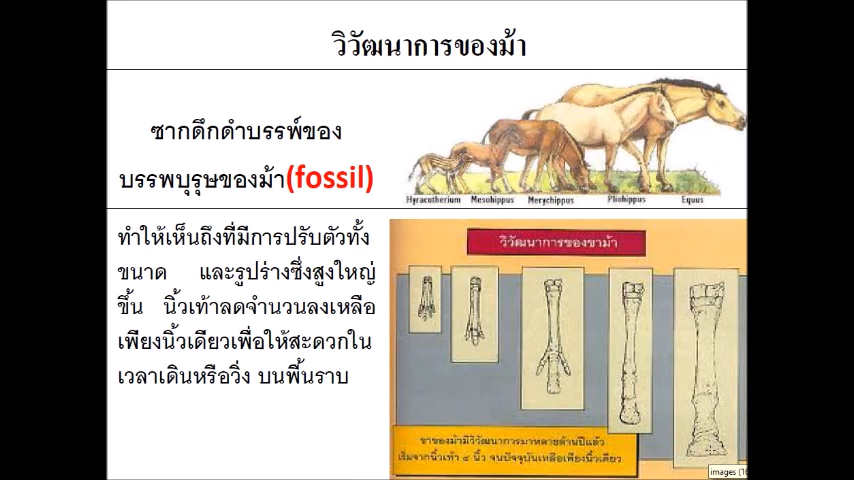 วิวัฒนาการของม้า
ซากดึกดำบรรพ์ของ
บรรพบุรุษของม้า(fossil)
Hyracotherium Mesohippus Merychippus Pliohippus Equus
ทำให้เห็นถึงที่มีการปรับตัวทั้ง
ขนาด และรูปร่างซึ่งสูงใหญ่
ขึ้น นิ้วเท้าลดจำนวนลงเหลือ
เพียงนิ้วเดียวเพื่อให้สะดวกใน
เวลาเดินหรือวิ่ง บนพื้นราบ
วิวัฒนาการของขาม้า
ขาของม้ามีวิวัฒนาการมาหลายล้านปีแล้ว
เริ่มจากนิ้วเท้า ๔ นิ้ว จนปัจจุบันเหลือเพียงนิ้วเดียว
images (16